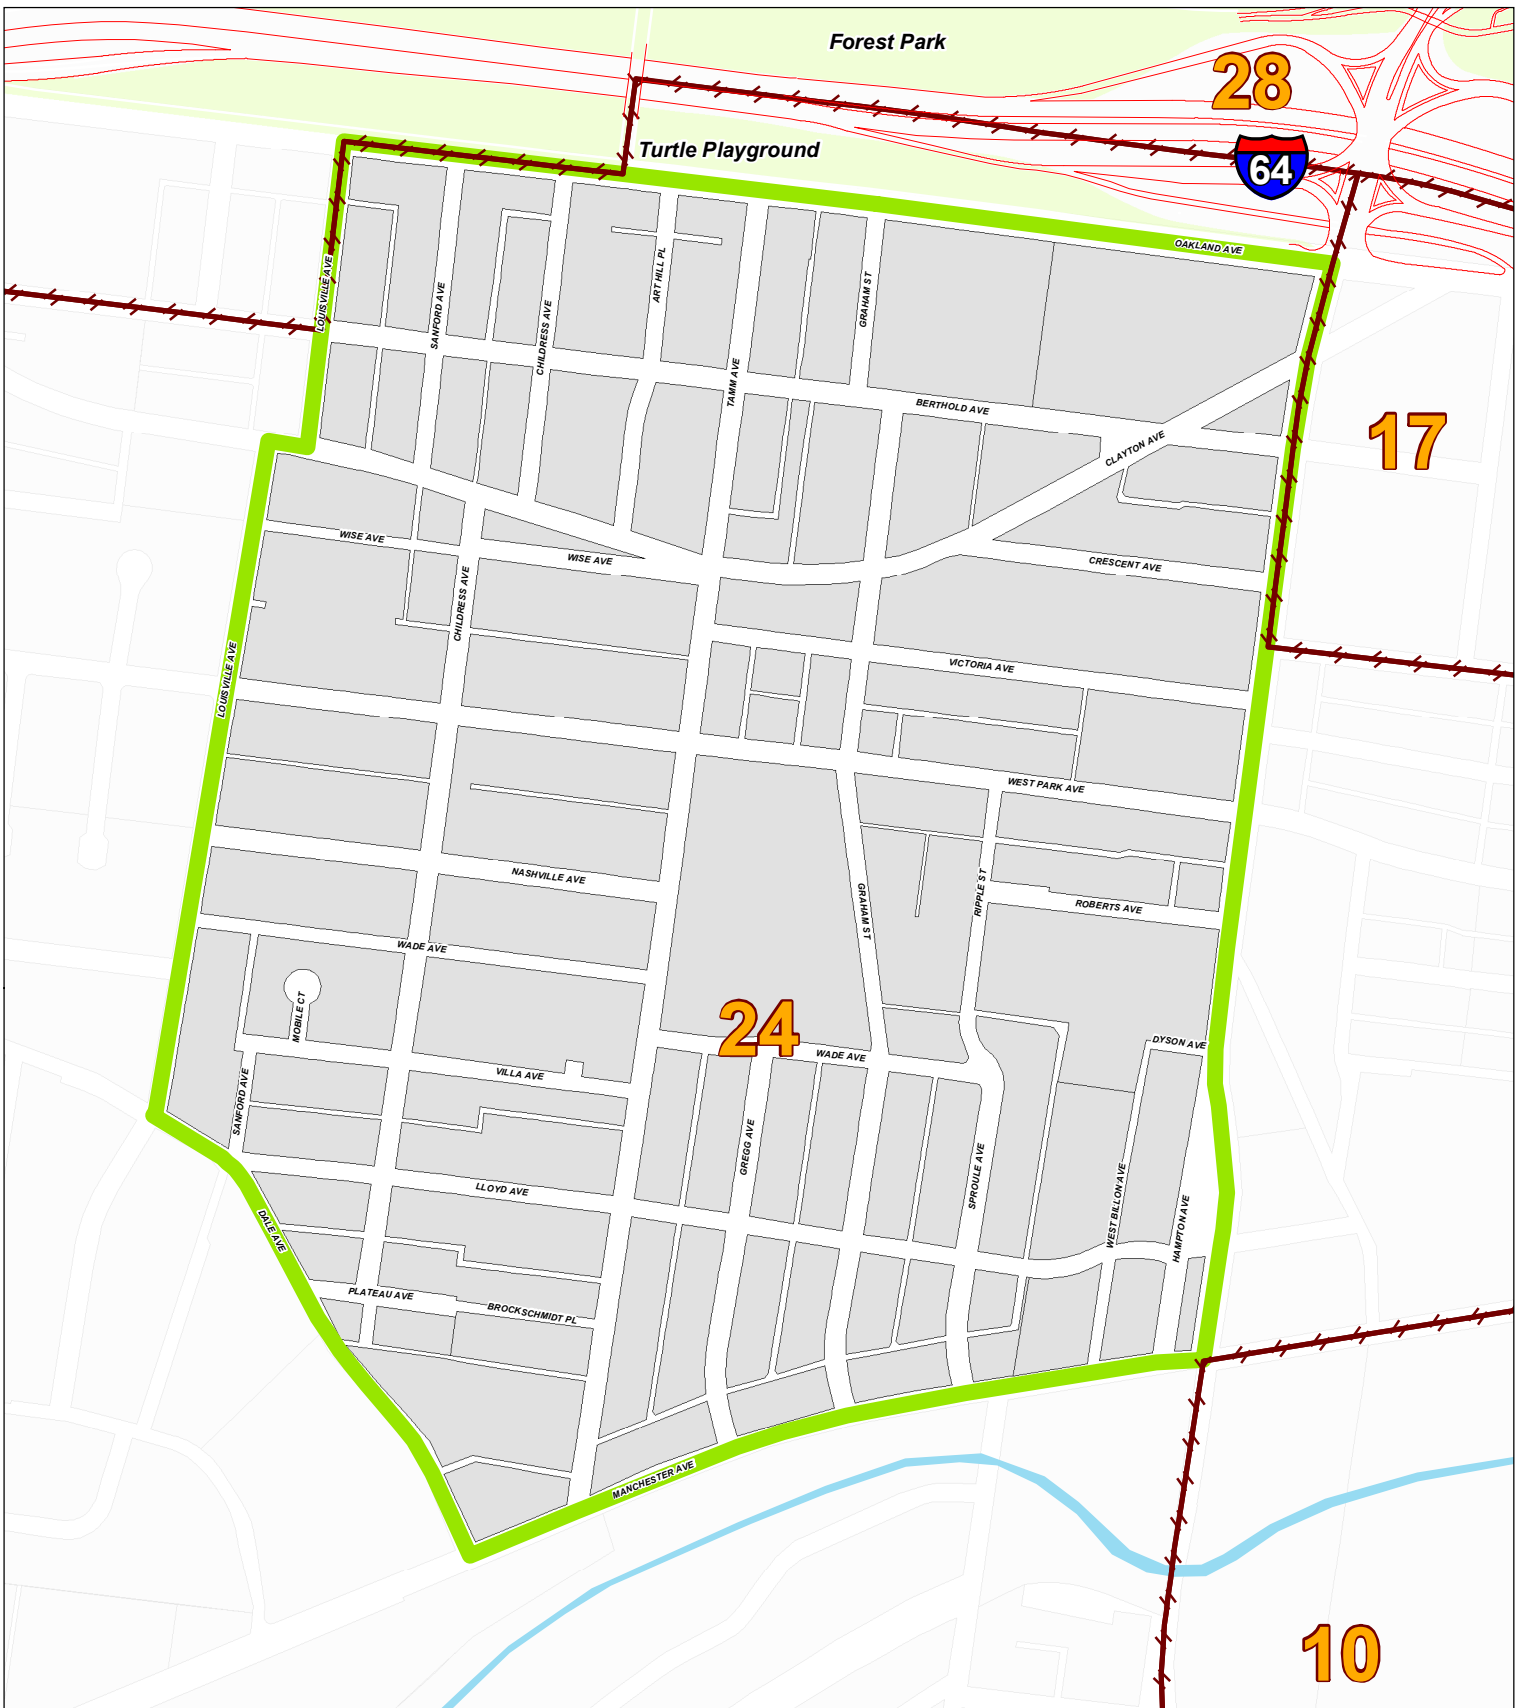 Forest Park
28
Turtle Playground
64
OAKLAND AVE
LOUISVILLE AVE
SANFORD AVE
CHILDRESS AVE
ART HILL PL
GRAHAM ST
TAMM AVE
BERTHOLD AVE
CLAYTON AVE
17
WISE AVE
WISE AVE
CRESCENT AVE
CHILDRESS AVE
LOUISVILLE AVE
VICTORIA AVE
WEST PARK AVE
NASHVILLE AVE
GRAHAM ST
RIPPLE ST
ROBERTS AVE
WADE AVE
MOBILE CT
24
WADE AVE
DYSON AVE
VILLA AVE
SANFORD AVE
GREGG AVE
SPROULE AVE
WEST BILLON AVE
HAMPTON AVE
LLOYD AVE
DALE AVE
PLATEAU AVE
BROCKSCHMIDT PL
MANCHESTER AVE
10